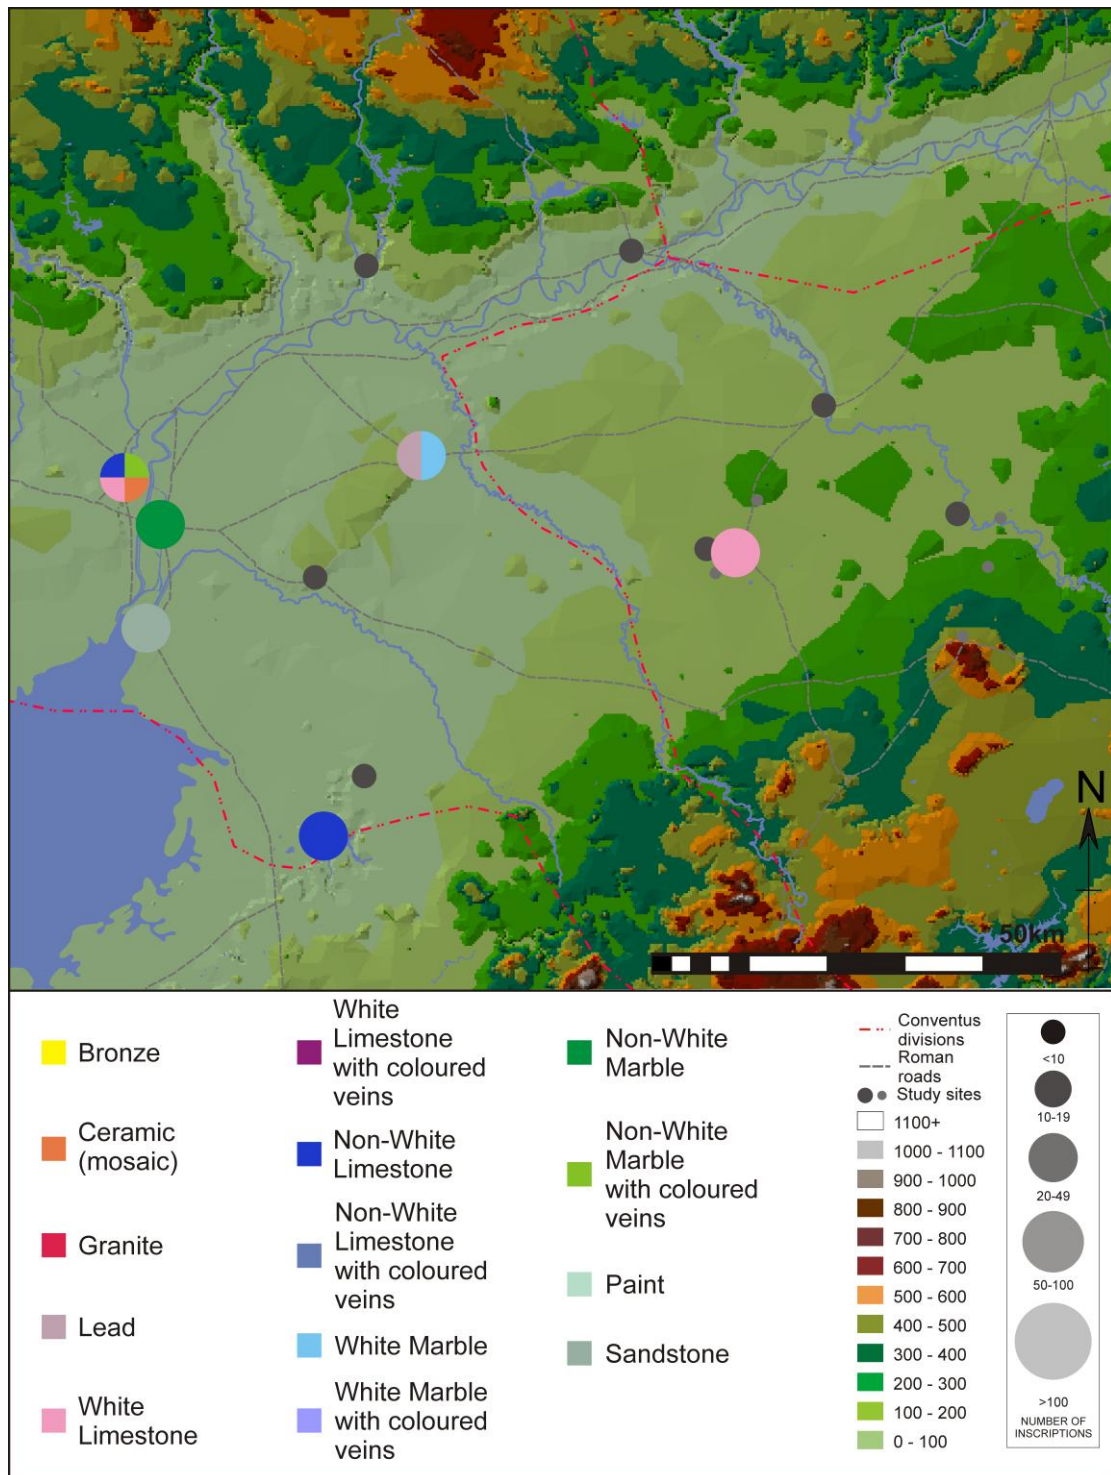 N
50km
Bronze
Ceramic
(mosaic)
Granite
Lead
White
Limestone
White
Limestone
with coloured
veins
Non-White
Limestone
Non-White
Limestone
with coloured
veins
White Marble
White Marble
with coloured
veins
Non-White
Marble
Non-White
Marble
with coloured
veins
Paint
Sandstone
Conventus
divisions
Roman
roads
Study sites
1100+
1000 - 1100
900 - 1000
800 - 900
700 - 800
600 - 700
500 - 600
400 - 500
300 - 400
200 - 300
100 - 200
0 - 100
<10
10-19
20-49
50-100
>100
NUMBER OF
INSCRIPTIONS